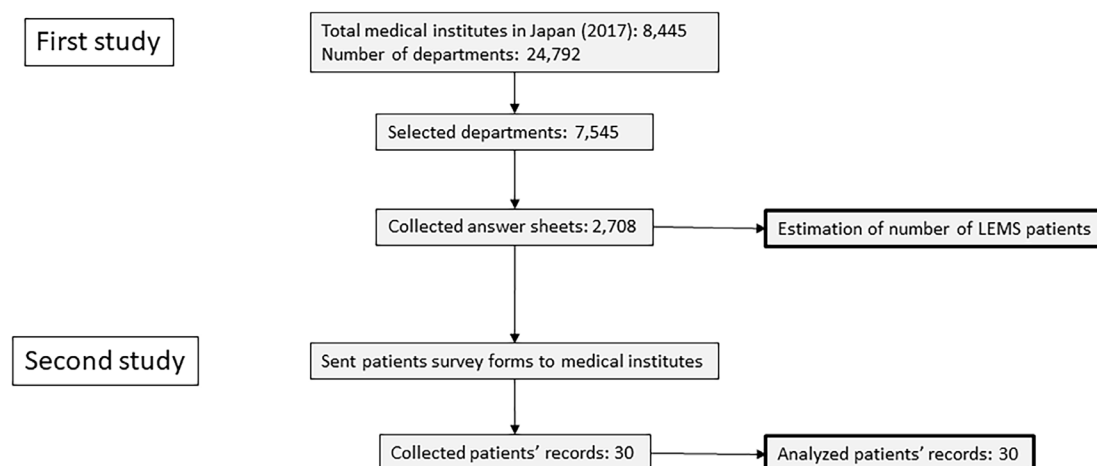 First study
Total medical institutes in Japan (2017): 8,445
Number of departments: 24,792
Selected departments: 7,545
Collected answer sheets: 2,708
Estimation of number of LEMS patients
Second study
Sent patients survey forms to medical institutes
Collected patients' records: 30
Analyzed patients' records: 30